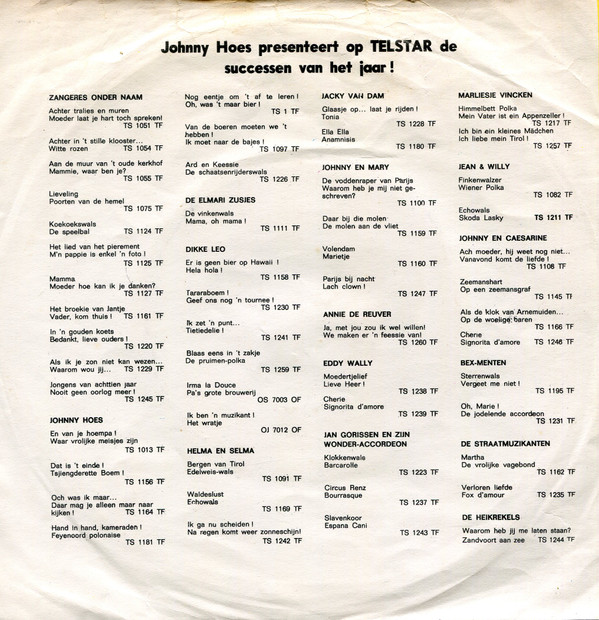 Johnny Hoes presenteert op TELSTAR de
successen van het jaar!
ZANGERES ONDER NAAM
Achter tralies en muren
Moeder laat je hart toch spreken!
TS 1051 TF
Achter in 't stille klooster...
Witte rozen TS 1054 TF
Aan de muur van 't oude kerkhof
Mammie, waar ben je?
TS 1055 TF
Lieveling
Poorten van de hemel
TS 1075 TF
Koekoekswals
De speelbal TS 1124 TF
Het lied van het pierement
M'n pappie is enkel 'n foto!
TS 1125 TF
Mamma
Moeder hoe kan ik je danken?
TS 1127 TF
Het broekie van Jantje
Vader, kom thuis! TS 1161 TF
In 'n gouden koets
Bedankt, lieve ouders!
TS 1220 TF
Als ik je zon niet kan wezen...
Waarom wou jij... TS 1229 TF
Jongens van achttien jaar
Nooit geen oorlog meer!
TS 1245 TF
JOHNNY HOES
En van je hoempa!
Waar vrolijke meisjes zijn
TS 1013 TF
Dat is 't einde!
Tsjiengderette Boem!
TS 1156 TF
Och was ik maar...
Daar mag je alleen maar naar
kijken! TS 1164 TF
Hand in hand, kameraden!
Feyenoord polonaise
TS 1181 TF
Nog eentje om 't af te leren!
Oh, was 't maar bier!
TS 1 TF
Van de boeren moeten we 't
hebben!
Ik moet naar de bajes!
TS 1097 TF
Ard en Keessie
De schaatsenrijderswals
TS 1226 TF
DE ELMARI ZUSJES
De vinkenwals
Mama, oh mama!
TS 1111 TF
DIKKE LEO
Er is geen bier op Hawaii!
Hela hola!
TS 1158 TF
Tararaboem!
Geef ons nog 'n tournee!
TS 1230 TF
Ik zet 'n punt...
Tietiedelie!
TS 1241 TF
Blaas eens in 't zakje
De pruimen-polka
TS 1259 TF
Irma la Douce
Pa's grote brouwerij
OS 7003 OF
Ik ben 'n muzikant!
Het wratje
OJ 7012 OF
HELMA EN SELMA
Bergen van Tirol
Edelweis-wals
TS 1091 TF
Waldeslust
Erhowals
TS 1169 TF
Ik ga nu scheiden!
Na regen komt weer zonneschijn!
TS 1242 TF
JACKY VAN DAM
Glaasje op... laat je rijden!
Tonia
TS 1228 TF
Ella Ella
Anamnisia
TS 1180 TF
JOHNNY EN MARY
De voddenraper van Parijs
Waarom heb je mij niet ge-
schreven?
TS 1100 TF
Daar bij die molen
De molen aan de vliet
TS 1159 TF
Volendam
Marietje
TS 1160 TF
Parijs bij nacht
Lach clown!
TS 1247 TF
ANNIE DE REUVER
Ja, met jou zou ik wel willen!
We maken er 'n feessie van!
TS 1260 TF
EDDY WALLY
Moedertjelief
Lieve Heer!
TS 1238 TF
Cherie
Signorita d'amore
TS 1239 TF
JAN GORISSEN EN ZIJN
WONDER-ACCORDEON
Klokkenwals
Barcarolle
TS 1223 TF
Circus Renz
Bourrasque
TS 1237 TF
Slavenkoor
Espana Cani
TS 1243 TF
MARLIESJE VINCKEN
Himmelbett Polka
Mein Vater ist ein Appenzeller!
TS 1217 TF
Ich bin ein kleines Mädchen
Ich liebe mein Tirol!
TS 1257 TF
JEAN & WILLY
Finkenwalzer
Wiener Polka
TS 1082 TF
Echowals
Skoda Lasky TS 1211 TF
JOHNNY EN CAESARINE
Ach moeder, hij weet nog niet...
Vanavond komt de liefde!
TS 1108 TF
Zeemanshart
Op een zeemansgraf
TS 1145 TF
Als de klok van Arnemuiden...
Op de woelige baren
TS 1166 TF
Cherie
Signorita d'amore TS 1246 TF
BEX-MENTEN
Sterrenwals
Vergeet me niet!
TS 1195 TF
Oh, Marie!
De jodelende accordeon
TS 1231 TF
DE STRAATMUZIKANTEN
Martha
De vrolijke vagebond
TS 1162 TF
Verloren liefde
Fox d'amour
TS 1235 TF
DE HEIKREKELS
Waarom heb jij me laten staan?
Zandvoort aan zee TS 1244 TF